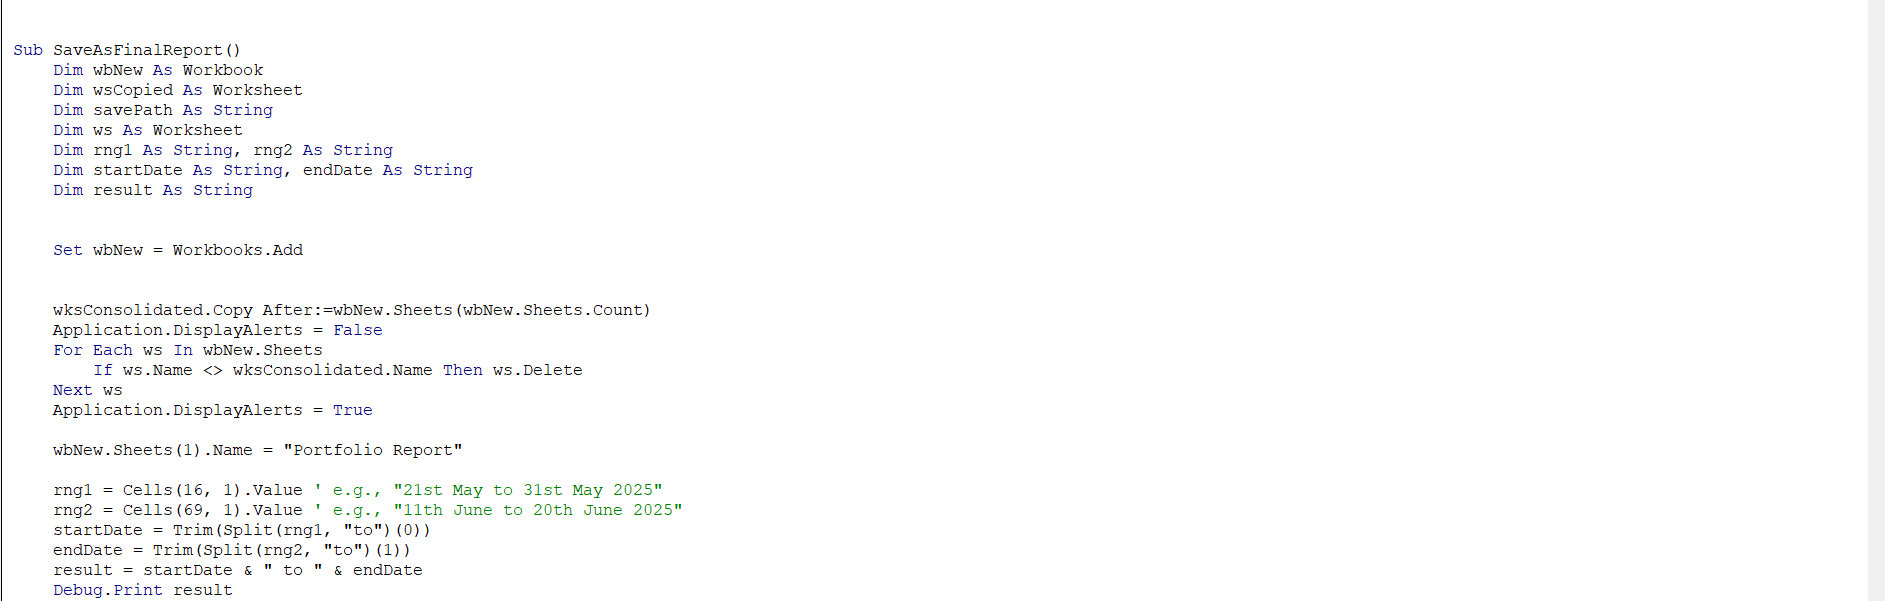 Sub SaveAsFinalReport()
Dim wbNew As Workbook
Dim wsCopied As Worksheet
Dim savePath As String
Dim ws As Worksheet
Dim rng1 As String, rng2 As String
Dim startDate As String, endDate As String
Dim result As String
Set wbNew = Workbooks.Add
wksConsolidated.Copy After:=wbNew.Sheets(wbNew.Sheets.Count)
Application.DisplayAlerts = False
For Each ws In wbNew.Sheets
If ws.Name <> wksConsolidated.Name Then ws.Delete
Next ws
Application.DisplayAlerts = True
wbNew.Sheets(1).Name = "Portfolio Report"
rng1 = Cells(16, 1).Value ' e.g., "21st May to 31st May 2025"
rng2 = Cells(69, 1).Value ' e.g., "11th June to 20th June 2025"
startDate = Trim(Split(rng1, "to")(0))
endDate = Trim(Split(rng2, "to")(1))
result = startDate & " to " & endDate
Debug.Print result